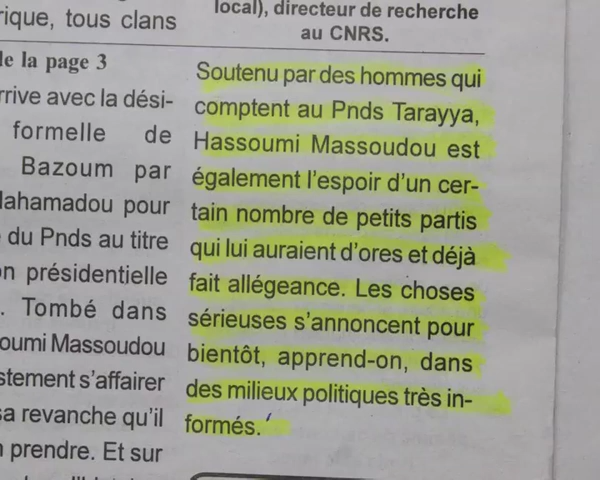 rique, tous clans
de la page 3
rrive avec la dési-
formelle de
Bazoum par
Mahamadou pour
du Pnds au titre
on présidentielle
. Tombé dans
oumi Massoudou
stement s'affairer
sa revanche qu'il
n prendre. Et sur
local), directeur de recherche
au CNRS.
Soutenu par des hommes qui
comptent au Pnds Tarayya,
Hassoumi Massoudou est
également l'espoir d'un cer-
tain nombre de petits partis
qui lui auraient d'ores et déjà
fait allégeance. Les choses
sérieuses s'annoncent pour
bientôt, apprend-on, dans
des milieux politiques très in-
formés.